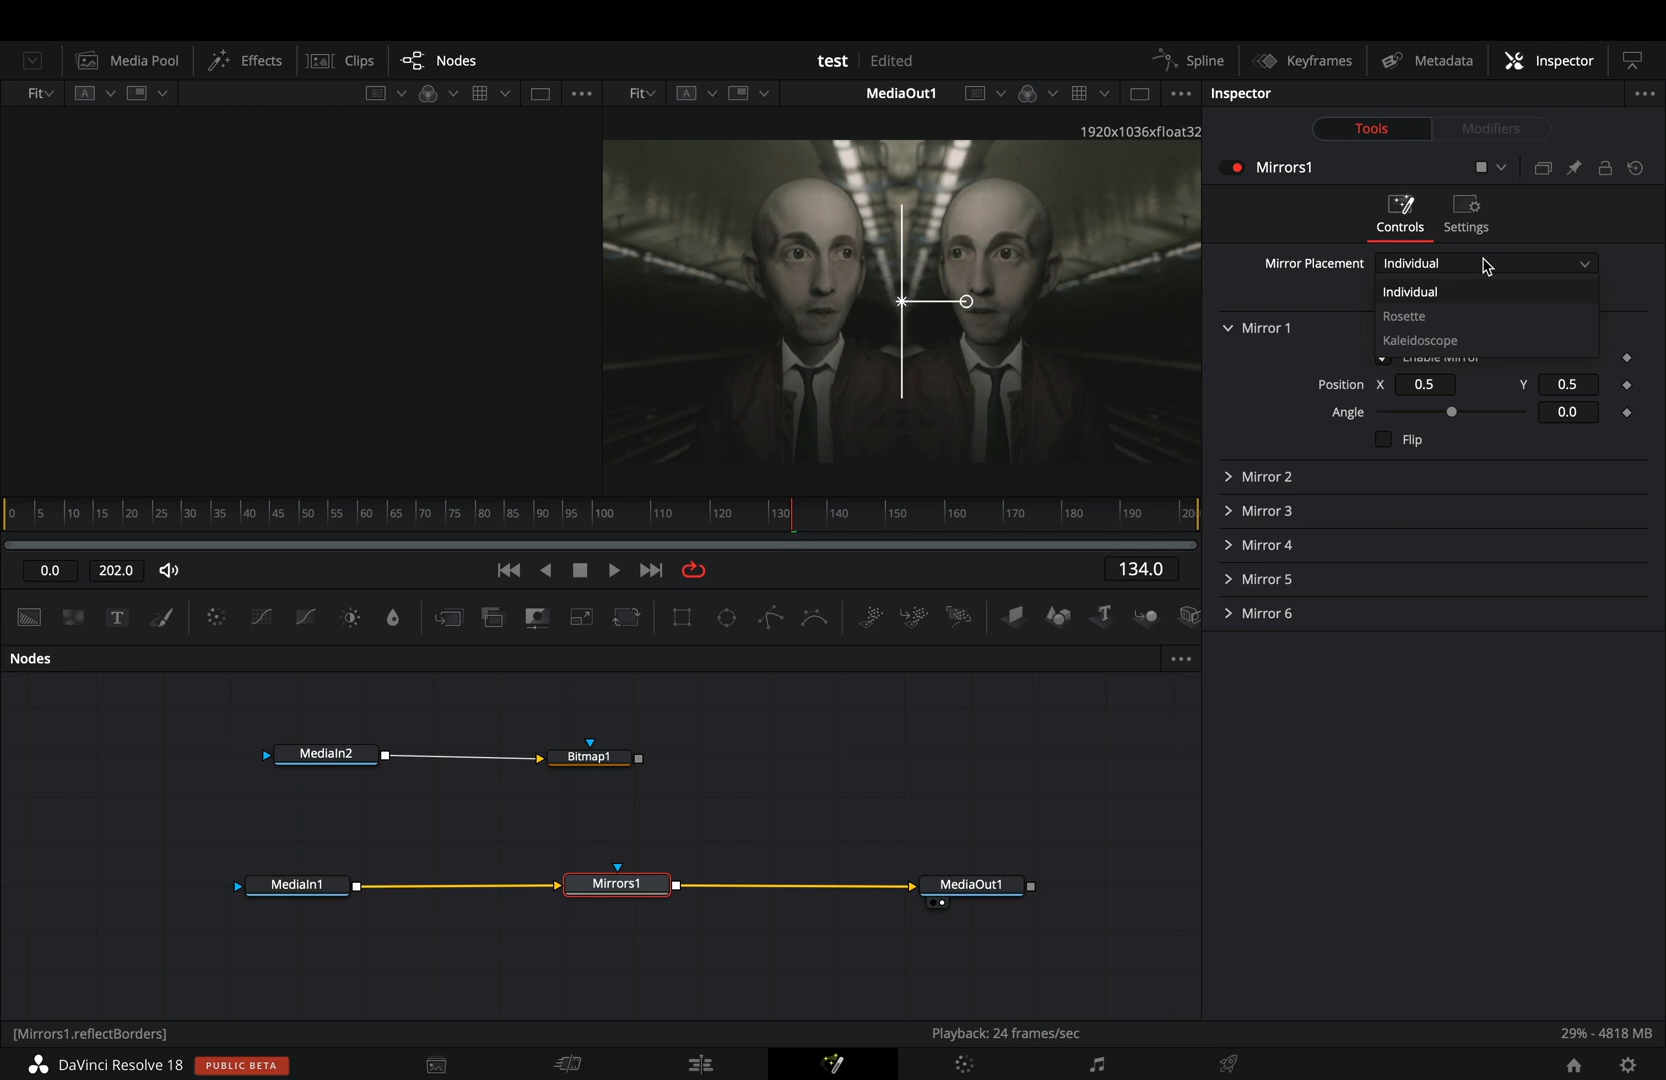 Media Pool Effects Clips Nodes test Edited Spline Keyframes Metadata Inspector
Fit A Fit A MediaOut1 Inspector
1920x1036xfloat32
Tools Modifiers
Mirrors1
Controls Settings
Mirror Placement Individual
Individual
Rosette
Kaleidoscope
Mirror 1
Enable Mirror
Position X 0.5 Y 0.5
Angle 0.0
Flip
Mirror 2
Mirror 3
Mirror 4
Mirror 5
Mirror 6
0 5 10 15 20 25 30 35 40 45 50 55 60 65 70 75 80 85 90 95 100 110 120 130 140 150 160 170 180 190 20
0.0 202.0 134.0
T T
Nodes
MediaIn2 Bitmap1
MediaIn1 Mirrors1 MediaOut1
[Mirrors1.reflectBorders] Playback: 24 frames/sec 29% - 4818 MB
DaVinci Resolve 18 PUBLIC BETA